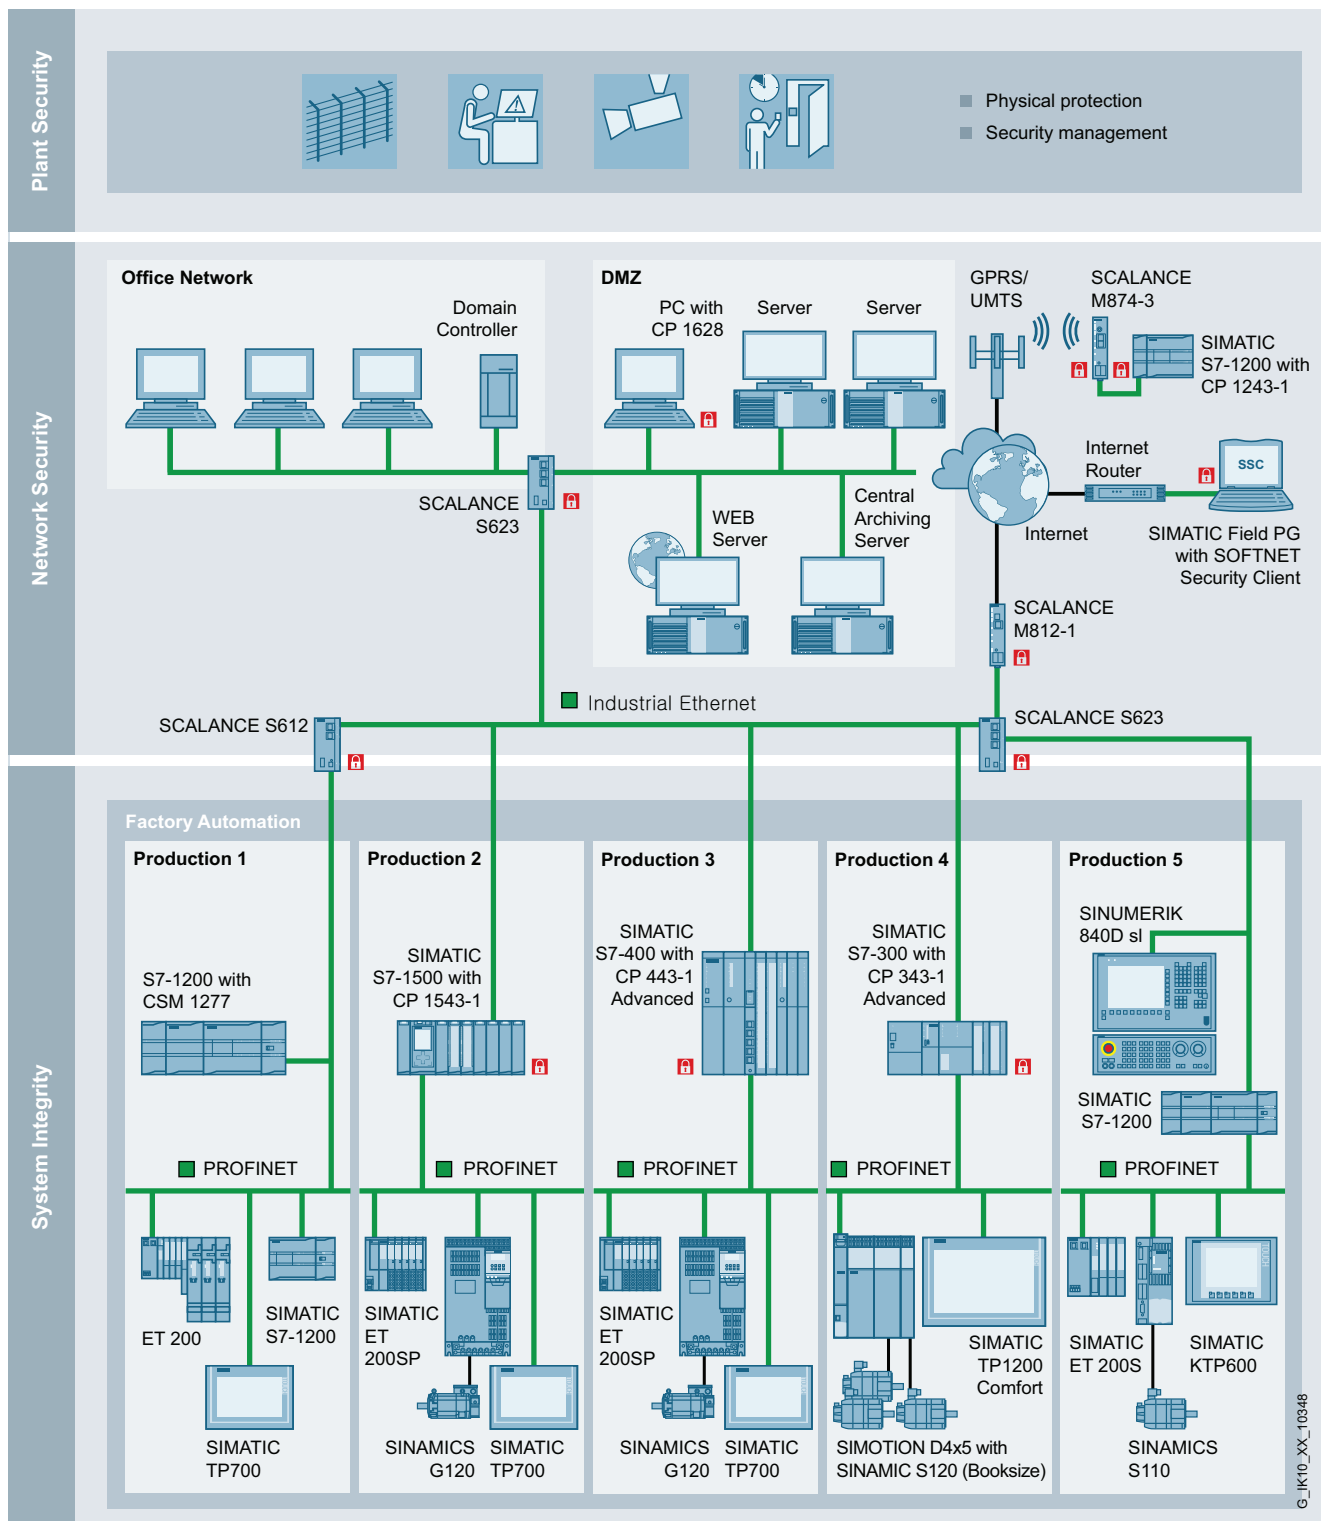 Plant Security
Physical protection
Security management
Network Security
Office Network
Domain
Controller
SCALANCE
S623
DMZ
PC with
CP 1628
Server
Server
WEB
Server
Central
Archiving
Server
GPRS/
UMTS
SCALANCE
M874-3
SIMATIC
S7-1200 with
CP 1243-1
Internet
Router
SSC
Internet
SIMATIC Field PG
with SOFTNET
Security Client
SCALANCE
M812-1
Industrial Ethernet
SCALANCE S612
SCALANCE S623
System Integrity
Factory Automation
Production 1
S7-1200 with
CSM 1277
PROFINET
ET 200
SIMATIC
S7-1200
SIMATIC
TP700
Production 2
SIMATIC
S7-1500 with
CP 1543-1
PROFINET
SIMATIC
ET
200SP
SINAMICS
G120
SIMATIC
TP700
Production 3
SIMATIC
S7-400 with
CP 443-1
Advanced
PROFINET
SIMATIC
ET
200SP
SINAMICS
G120
SIMATIC
TP700
Production 4
SIMATIC
S7-300 with
CP 343-1
Advanced
PROFINET
SIMATIC
TP1200
Comfort
SIMOTION D4x5 with
SINAMIC S120 (Booksize)
Production 5
SINUMERIK
840D sl
SIMATIC
S7-1200
PROFINET
SIMATIC
ET 200S
SIMATIC
KTP600
SINAMICS
S110
G_IK10_XX_10348